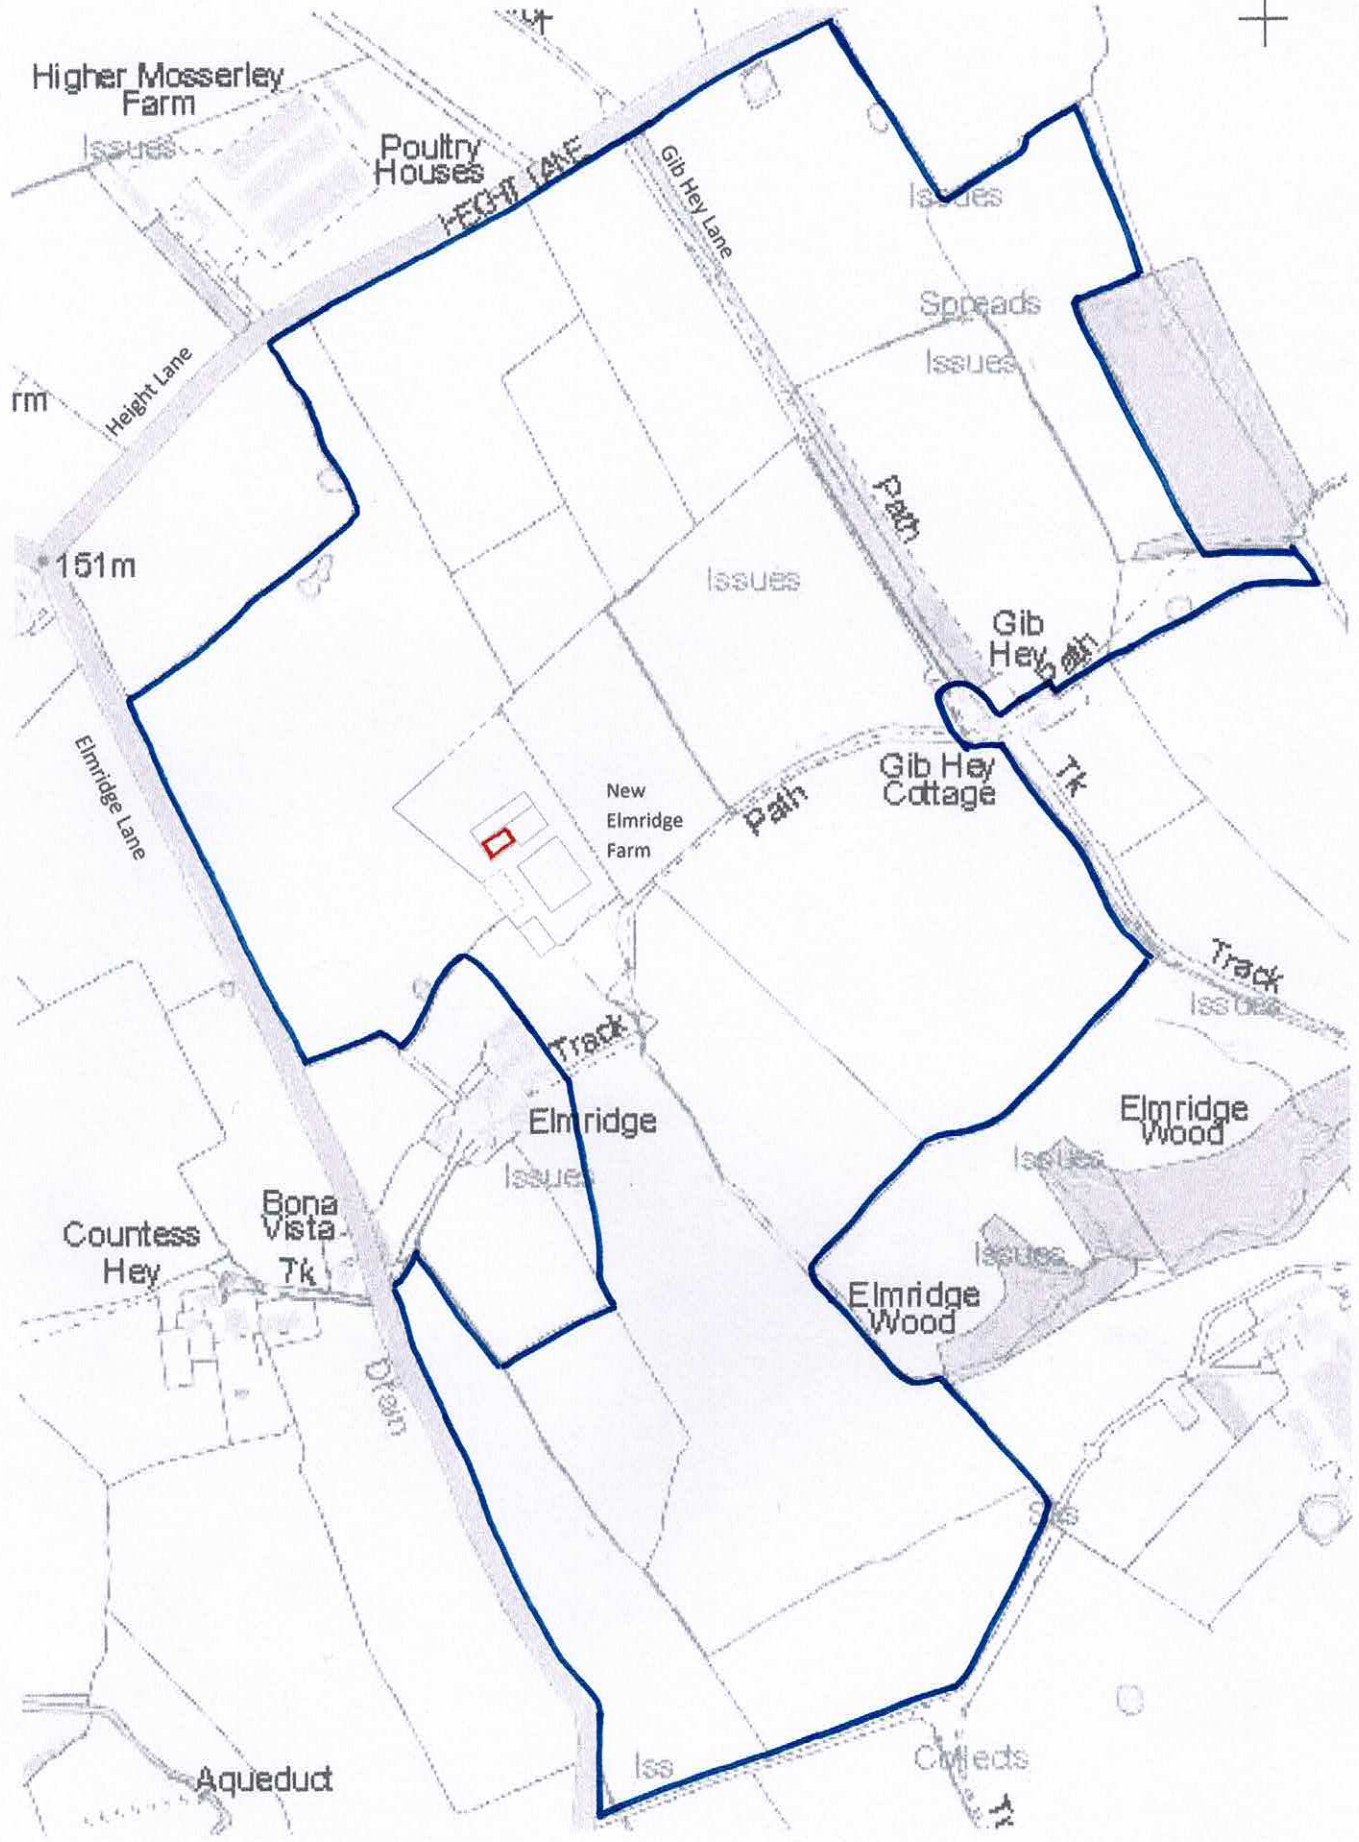 Higher Mosserley
Farm
Issues
Poultry
Houses
HEIGHT LANE
Gib Hey Lane
Issues
Spreads
Issues
Height Lane
rm
Path
151m
Issues
Gib
Hey
Path
Elmridge Lane
Gib Hey
Cottage
Tk
New
Elmridge
Farm
Path
Track
Issues
Track
Elmridge
Issues
Elmridge
Wood
Issues
Issues
Bona
Vista
Countess
Hey
Tk
Elmridge
Wood
Drain
Iss
Collects
Aqueduct